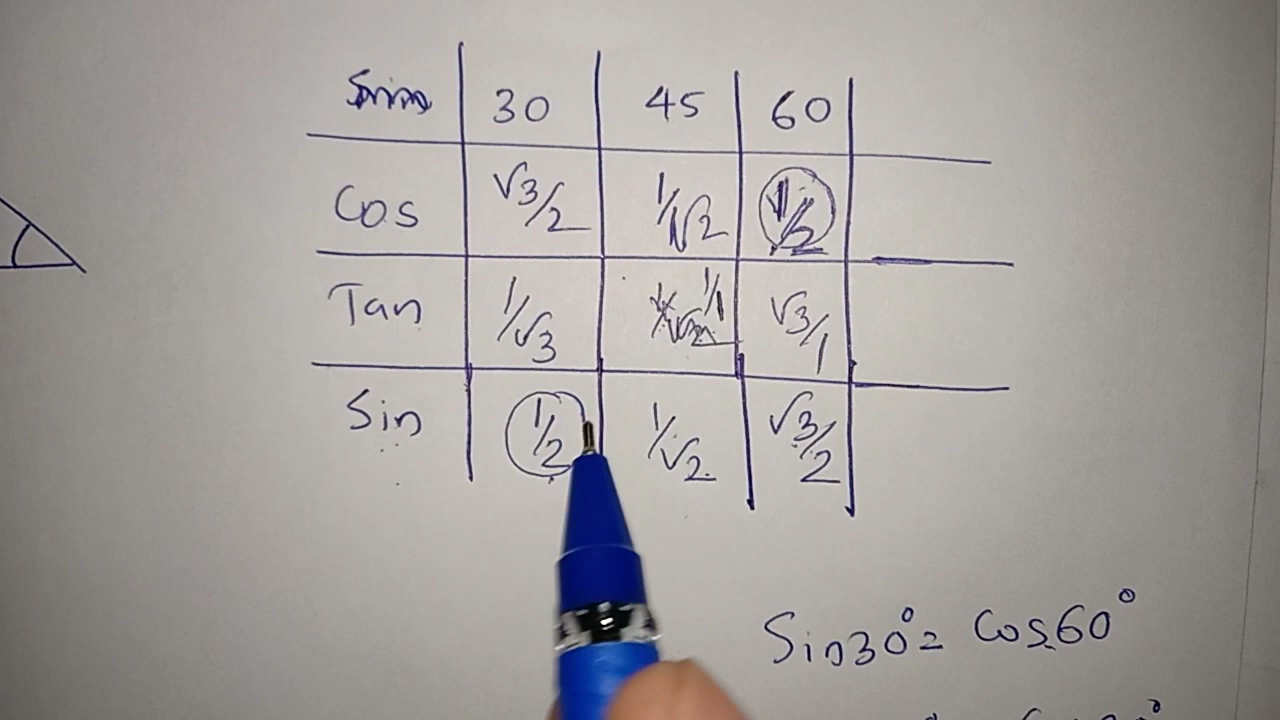 30 45 60
Cos √3/2 1/√2 1/2
Tan 1/√3 1/1 √3/1
Sin 1/2 1/√2 √3/2
Sin30°= Cos60°